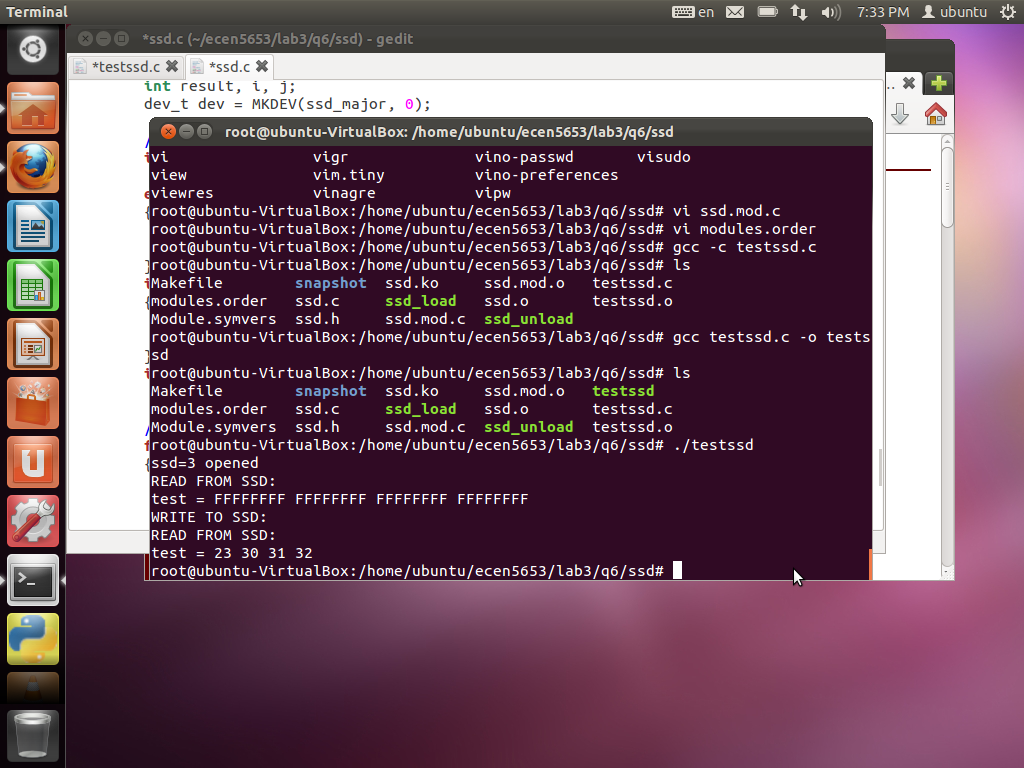 Terminal
en
7:33 PM
ubuntu
*ssd.c (~/ecen5653/lab3/q6/ssd) - gedit
*testssd.c
*ssd.c
int result, i, j;
dev_t dev = MKDEV(ssd_major, 0);
root@ubuntu-VirtualBox: /home/ubuntu/ecen5653/lab3/q6/ssd
vi vigr vino-passwd visudo
view vim.tiny vino-preferences
viewres vinagre vipw
root@ubuntu-VirtualBox:/home/ubuntu/ecen5653/lab3/q6/ssd# vi ssd.mod.c
root@ubuntu-VirtualBox:/home/ubuntu/ecen5653/lab3/q6/ssd# vi modules.order
root@ubuntu-VirtualBox:/home/ubuntu/ecen5653/lab3/q6/ssd# gcc -c testssd.c
root@ubuntu-VirtualBox:/home/ubuntu/ecen5653/lab3/q6/ssd# ls
Makefile snapshot ssd.ko ssd.mod.o testssd.c
modules.order ssd.c ssd_load ssd.o testssd.o
Module.symvers ssd.h ssd.mod.c ssd_unload
root@ubuntu-VirtualBox:/home/ubuntu/ecen5653/lab3/q6/ssd# gcc testssd.c -o tests
sd
root@ubuntu-VirtualBox:/home/ubuntu/ecen5653/lab3/q6/ssd# ls
Makefile snapshot ssd.ko ssd.mod.o testssd
modules.order ssd.c ssd_load ssd.o testssd.c
Module.symvers ssd.h ssd.mod.c ssd_unload testssd.o
root@ubuntu-VirtualBox:/home/ubuntu/ecen5653/lab3/q6/ssd# ./testssd
ssd=3 opened
READ FROM SSD:
test = FFFFFFFF FFFFFFFF FFFFFFFF FFFFFFFF
WRITE TO SSD:
READ FROM SSD:
test = 23 30 31 32
root@ubuntu-VirtualBox:/home/ubuntu/ecen5653/lab3/q6/ssd#